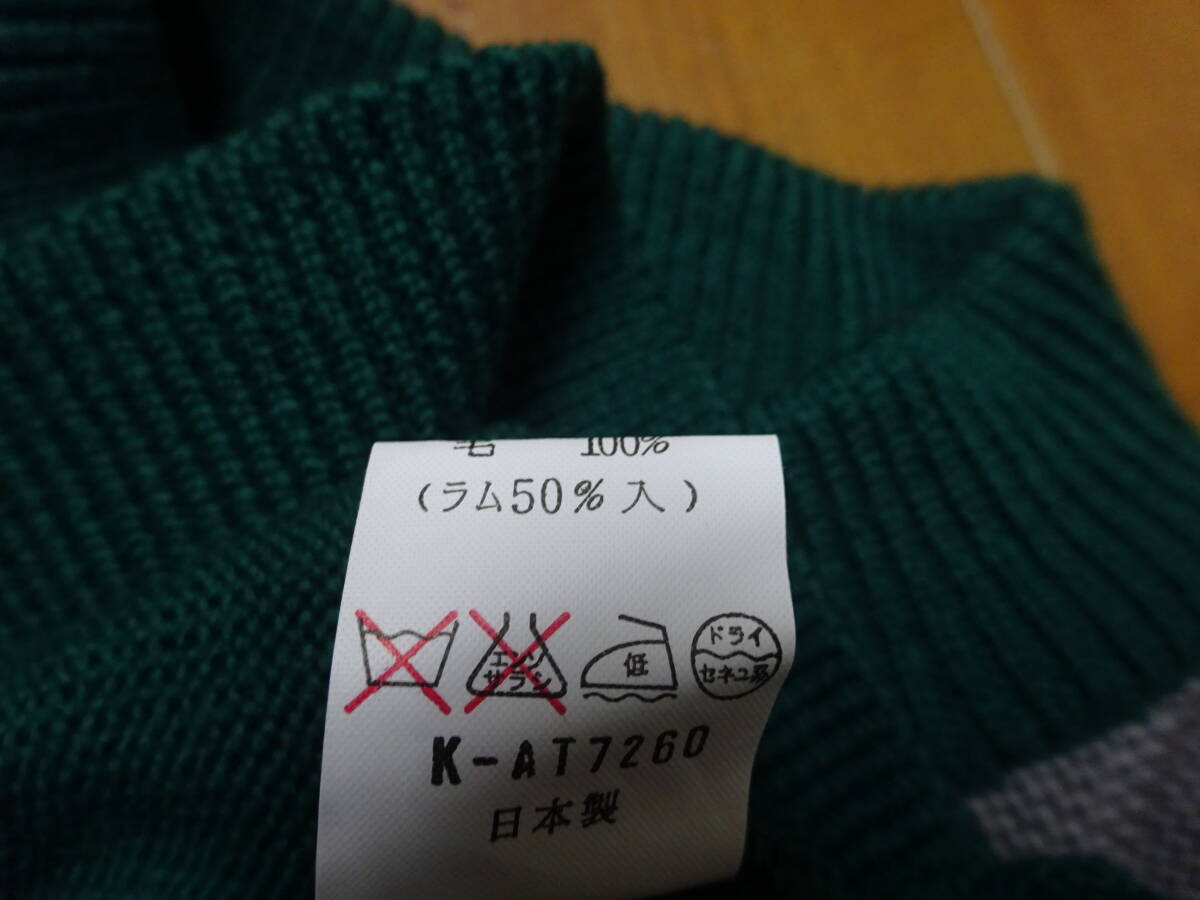 毛 100%
(ラム50%入)
エンソ
サラシ
低
ドライ
セキユ系
K-AT7260
日本製